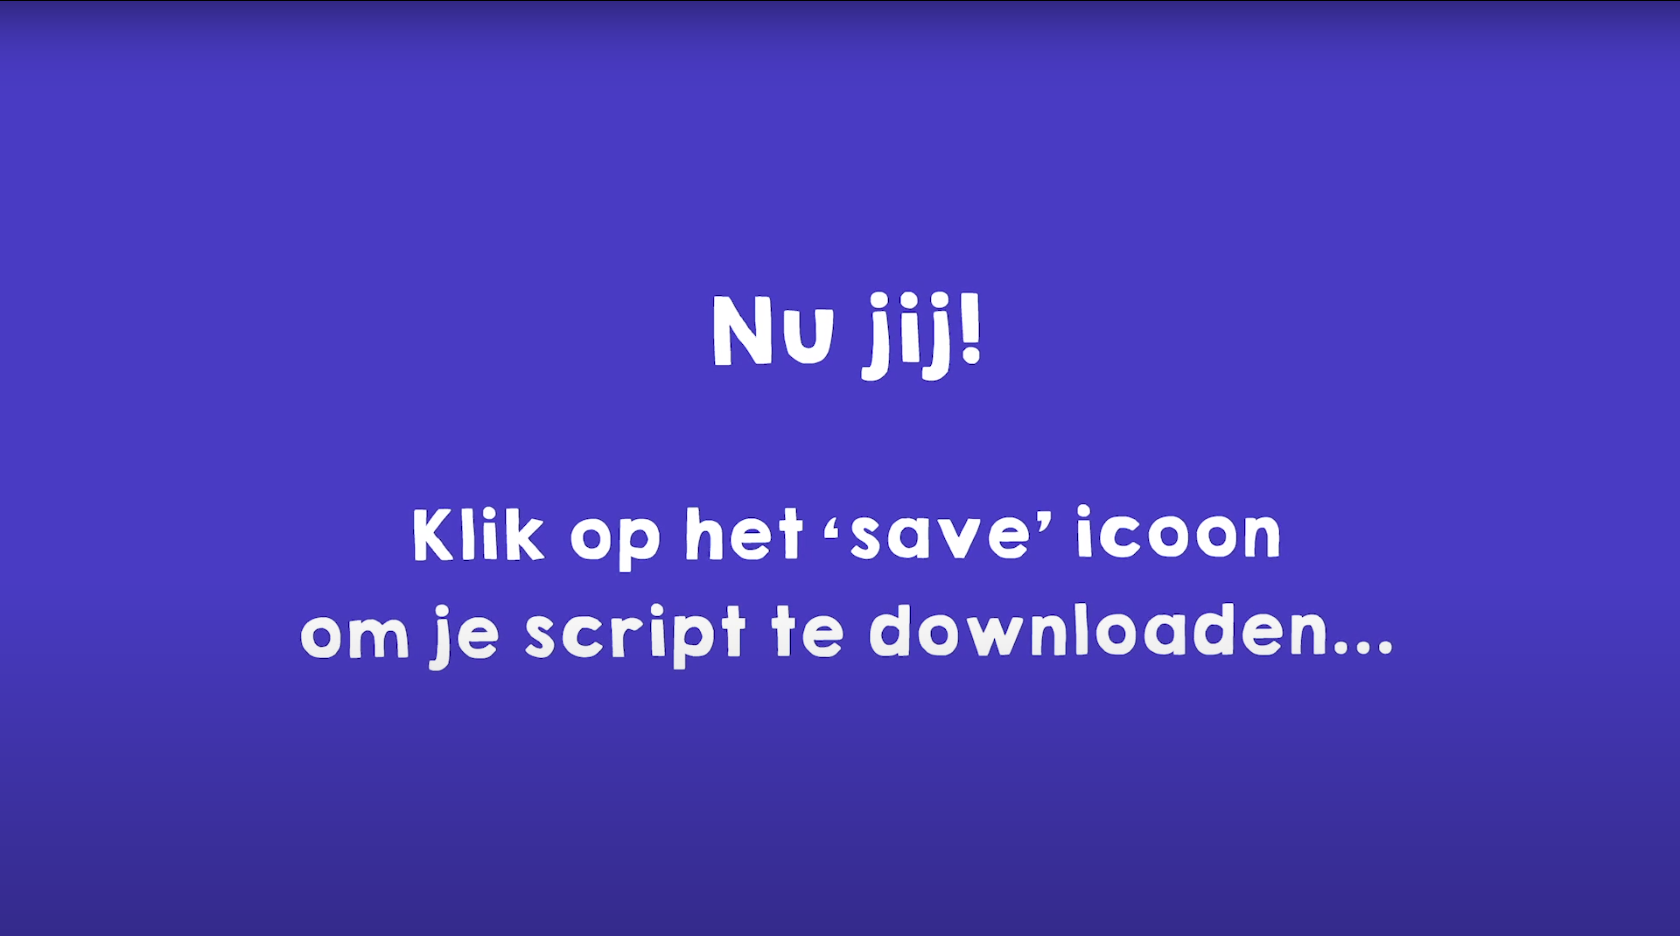 Nu jij!
Klik op het ‘save’ icoon
om je script te downloaden...